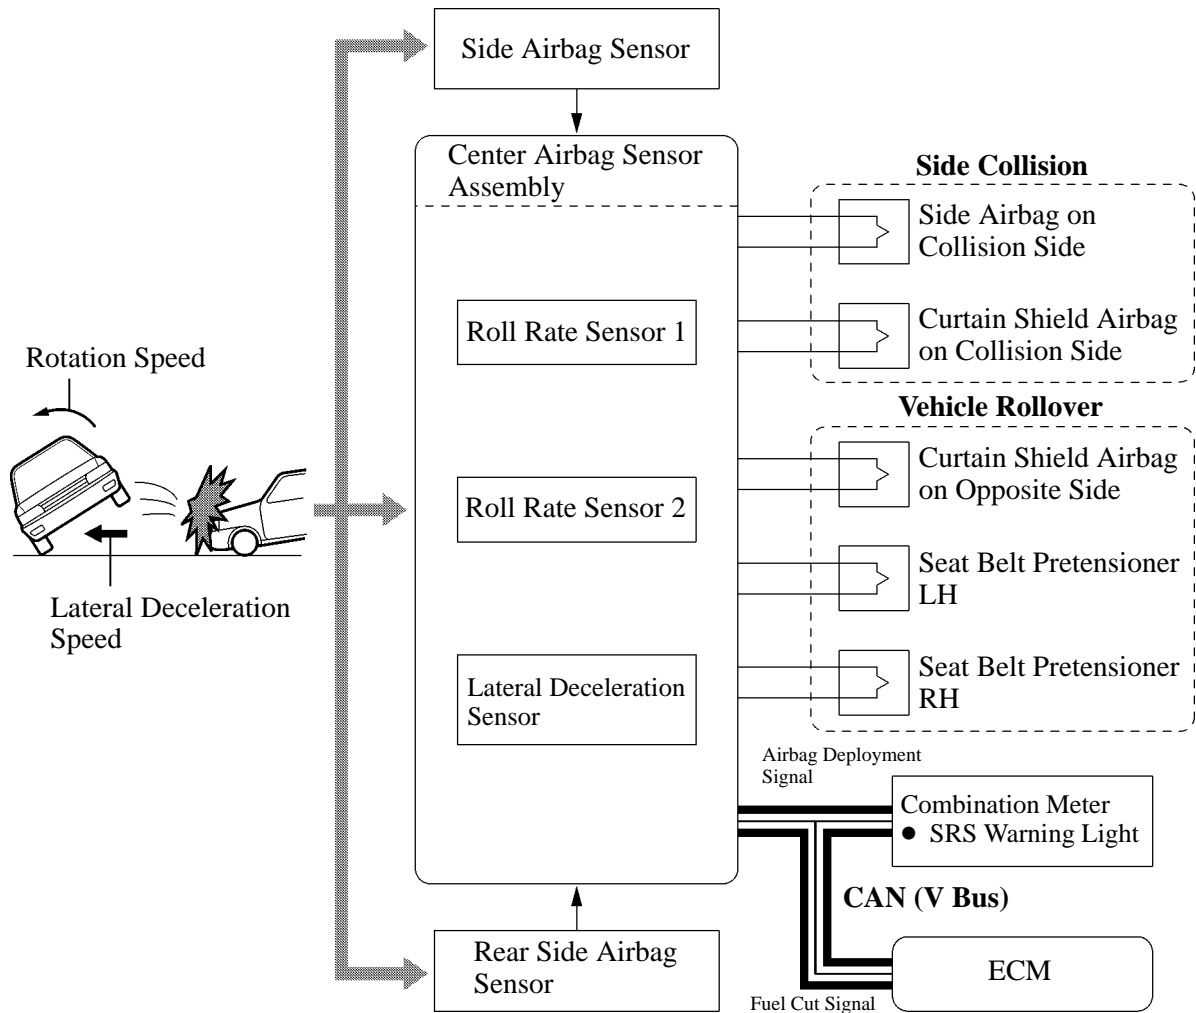 Side Airbag Sensor
Center Airbag Sensor
Assembly
Roll Rate Sensor 1
Roll Rate Sensor 2
Lateral Deceleration
Sensor
Rear Side Airbag
Sensor
Rotation Speed
Lateral Deceleration
Speed
Side Collision
Side Airbag on
Collision Side
Curtain Shield Airbag
on Collision Side
Vehicle Rollover
Curtain Shield Airbag
on Opposite Side
Seat Belt Pretensioner
LH
Seat Belt Pretensioner
RH
Airbag Deployment
Signal
Combination Meter
● SRS Warning Light
CAN (V Bus)
ECM
Fuel Cut Signal